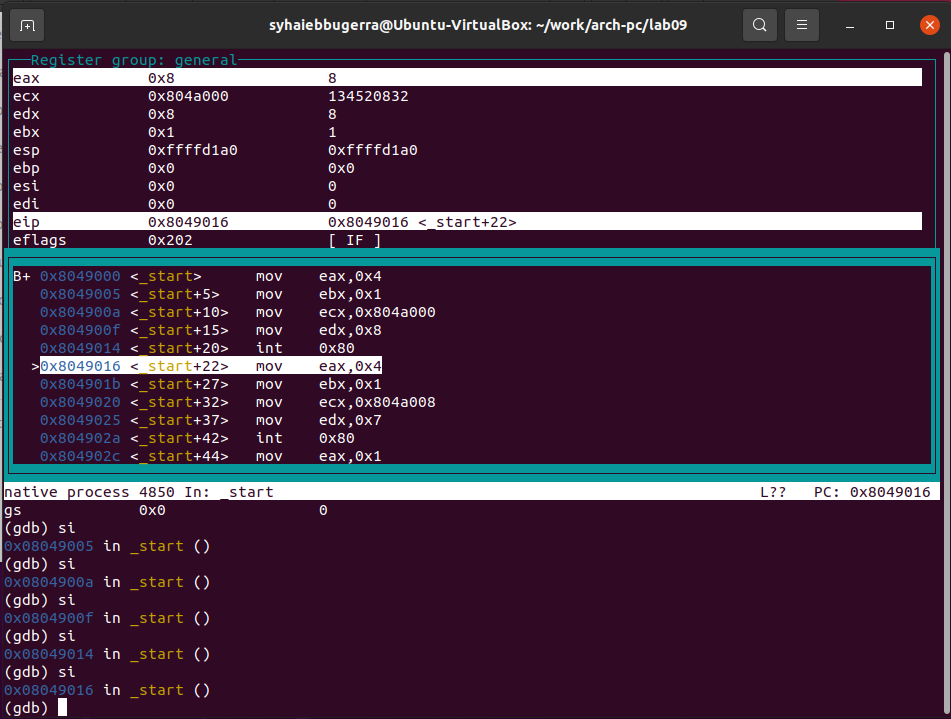 syhaiebbugerra@Ubuntu-VirtualBox: ~/work/arch-pc/lab09
Register group: general
eax 0x8 8
ecx 0x804a000 134520832
edx 0x8 8
ebx 0x1 1
esp 0xffffd1a0 0xffffd1a0
ebp 0x0 0x0
esi 0x0 0
edi 0x0 0
eip 0x8049016 0x8049016 <_start+22>
eflags 0x202 [ IF ]
B+ 0x8049000 <_start> mov eax,0x4
0x8049005 <_start+5> mov ebx,0x1
0x804900a <_start+10> mov ecx,0x804a000
0x804900f <_start+15> mov edx,0x8
0x8049014 <_start+20> int 0x80
>0x8049016 <_start+22> mov eax,0x4
0x804901b <_start+27> mov ebx,0x1
0x8049020 <_start+32> mov ecx,0x804a008
0x8049025 <_start+37> mov edx,0x7
0x804902a <_start+42> int 0x80
0x804902c <_start+44> mov eax,0x1
native process 4850 In: _start L?? PC: 0x8049016
gs 0x0 0
(gdb) si
0x08049005 in _start ()
(gdb) si
0x0804900a in _start ()
(gdb) si
0x0804900f in _start ()
(gdb) si
0x08049014 in _start ()
(gdb) si
0x08049016 in _start ()
(gdb)